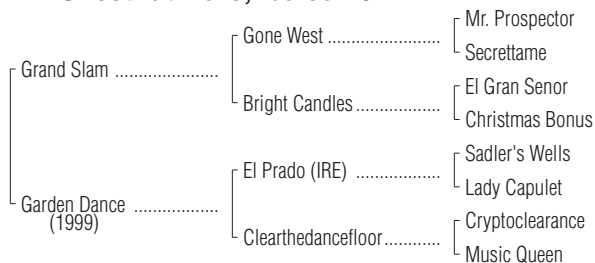 Mr. Prospector
Gone West ........................
Secrettame
Grand Slam ......................
El Gran Senor
Bright Candles ..................
Christmas Bonus
Sadler's Wells
El Prado (IRE) ..................
Lady Capulet
Garden Dance ..................
(1999)
Cryptoclearance
Clearthedancefloor............
Music Queen